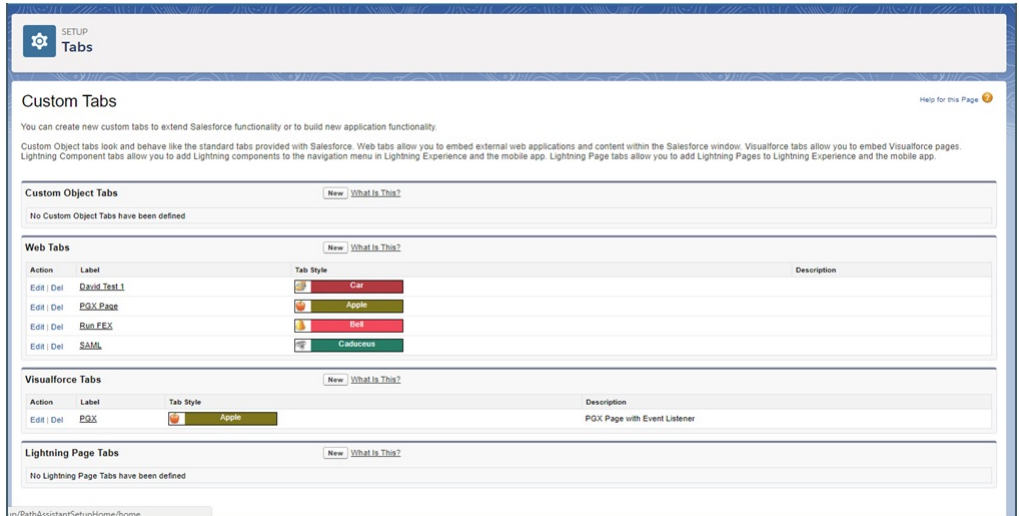 SETUP
Tabs
Custom Tabs
Help for this Page ?
You can create new custom tabs to extend Salesforce functionality or to build new application functionality.
Custom Object tabs look and behave like the standard tabs provided with Salesforce. Web tabs allow you to embed external web applications and content within the Salesforce window. Visualforce tabs allow you to embed Visualforce pages.
Lightning Component tabs allow you to add Lightning components to the navigation menu in Lightning Experience and the mobile app. Lightning Page tabs allow you to add Lightning Pages to Lightning Experience and the mobile app.
Custom Object Tabs New What Is This?
No Custom Object Tabs have been defined
Web Tabs New What Is This?
Action Label Tab Style Description
Edit | Del David Test 1 Car
Edit | Del PGX Page Apple
Edit | Del Run FEX Bell
Edit | Del SAML Caduceus
Visualforce Tabs New What Is This?
Action Label Tab Style Description
Edit | Del PGX Apple PGX Page with Event Listener
Lightning Page Tabs New What Is This?
No Lightning Page Tabs have been defined
up/PathAssistantSetupHome/home